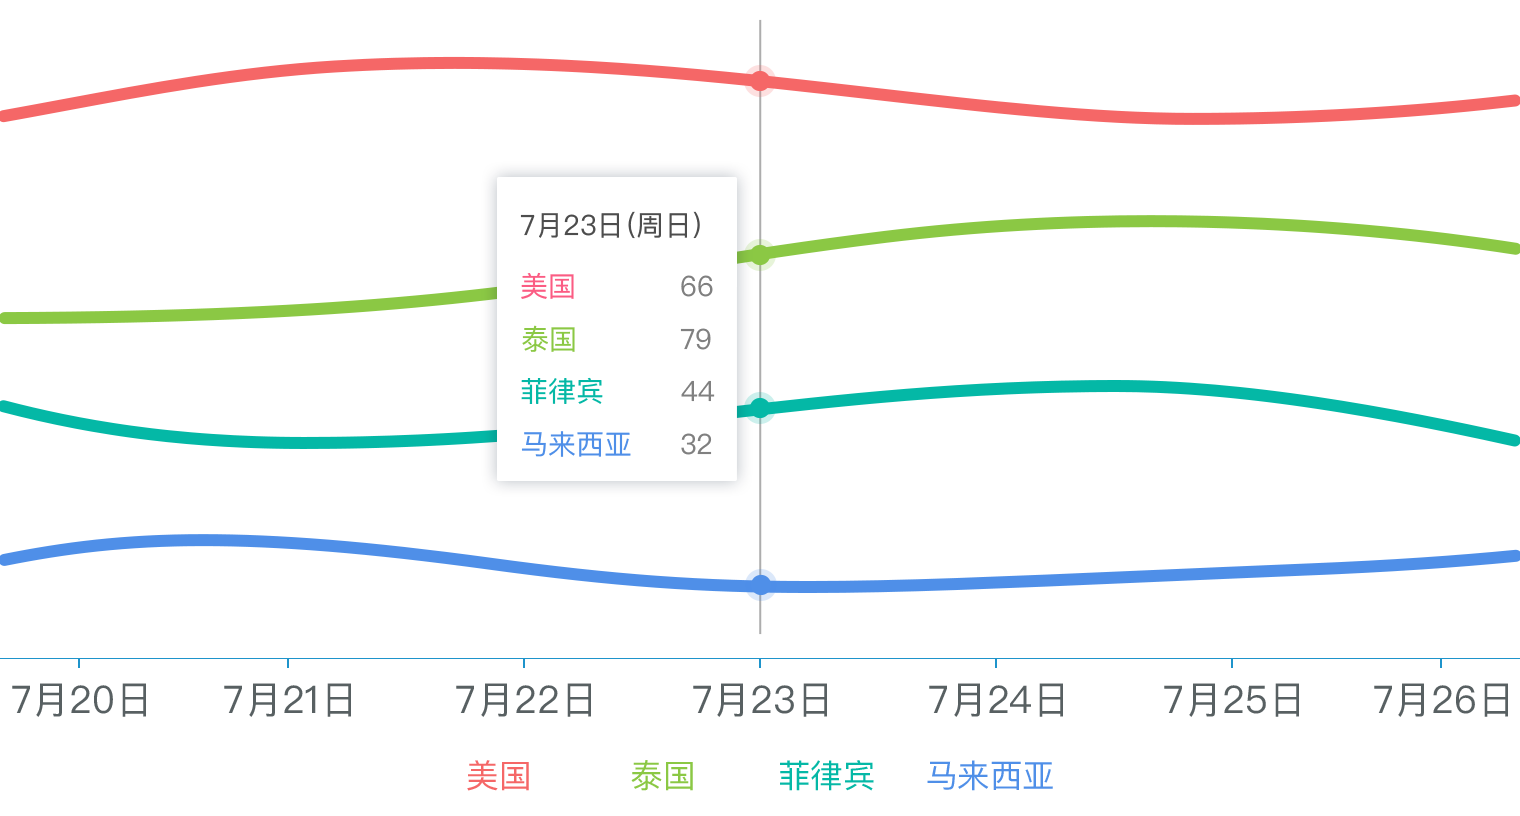 7月23日(周日)
美国 66
泰国 79
菲律宾 44
马来西亚 32
7月20日 7月21日 7月22日 7月23日 7月24日 7月25日 7月26日
美国 泰国 菲律宾 马来西亚